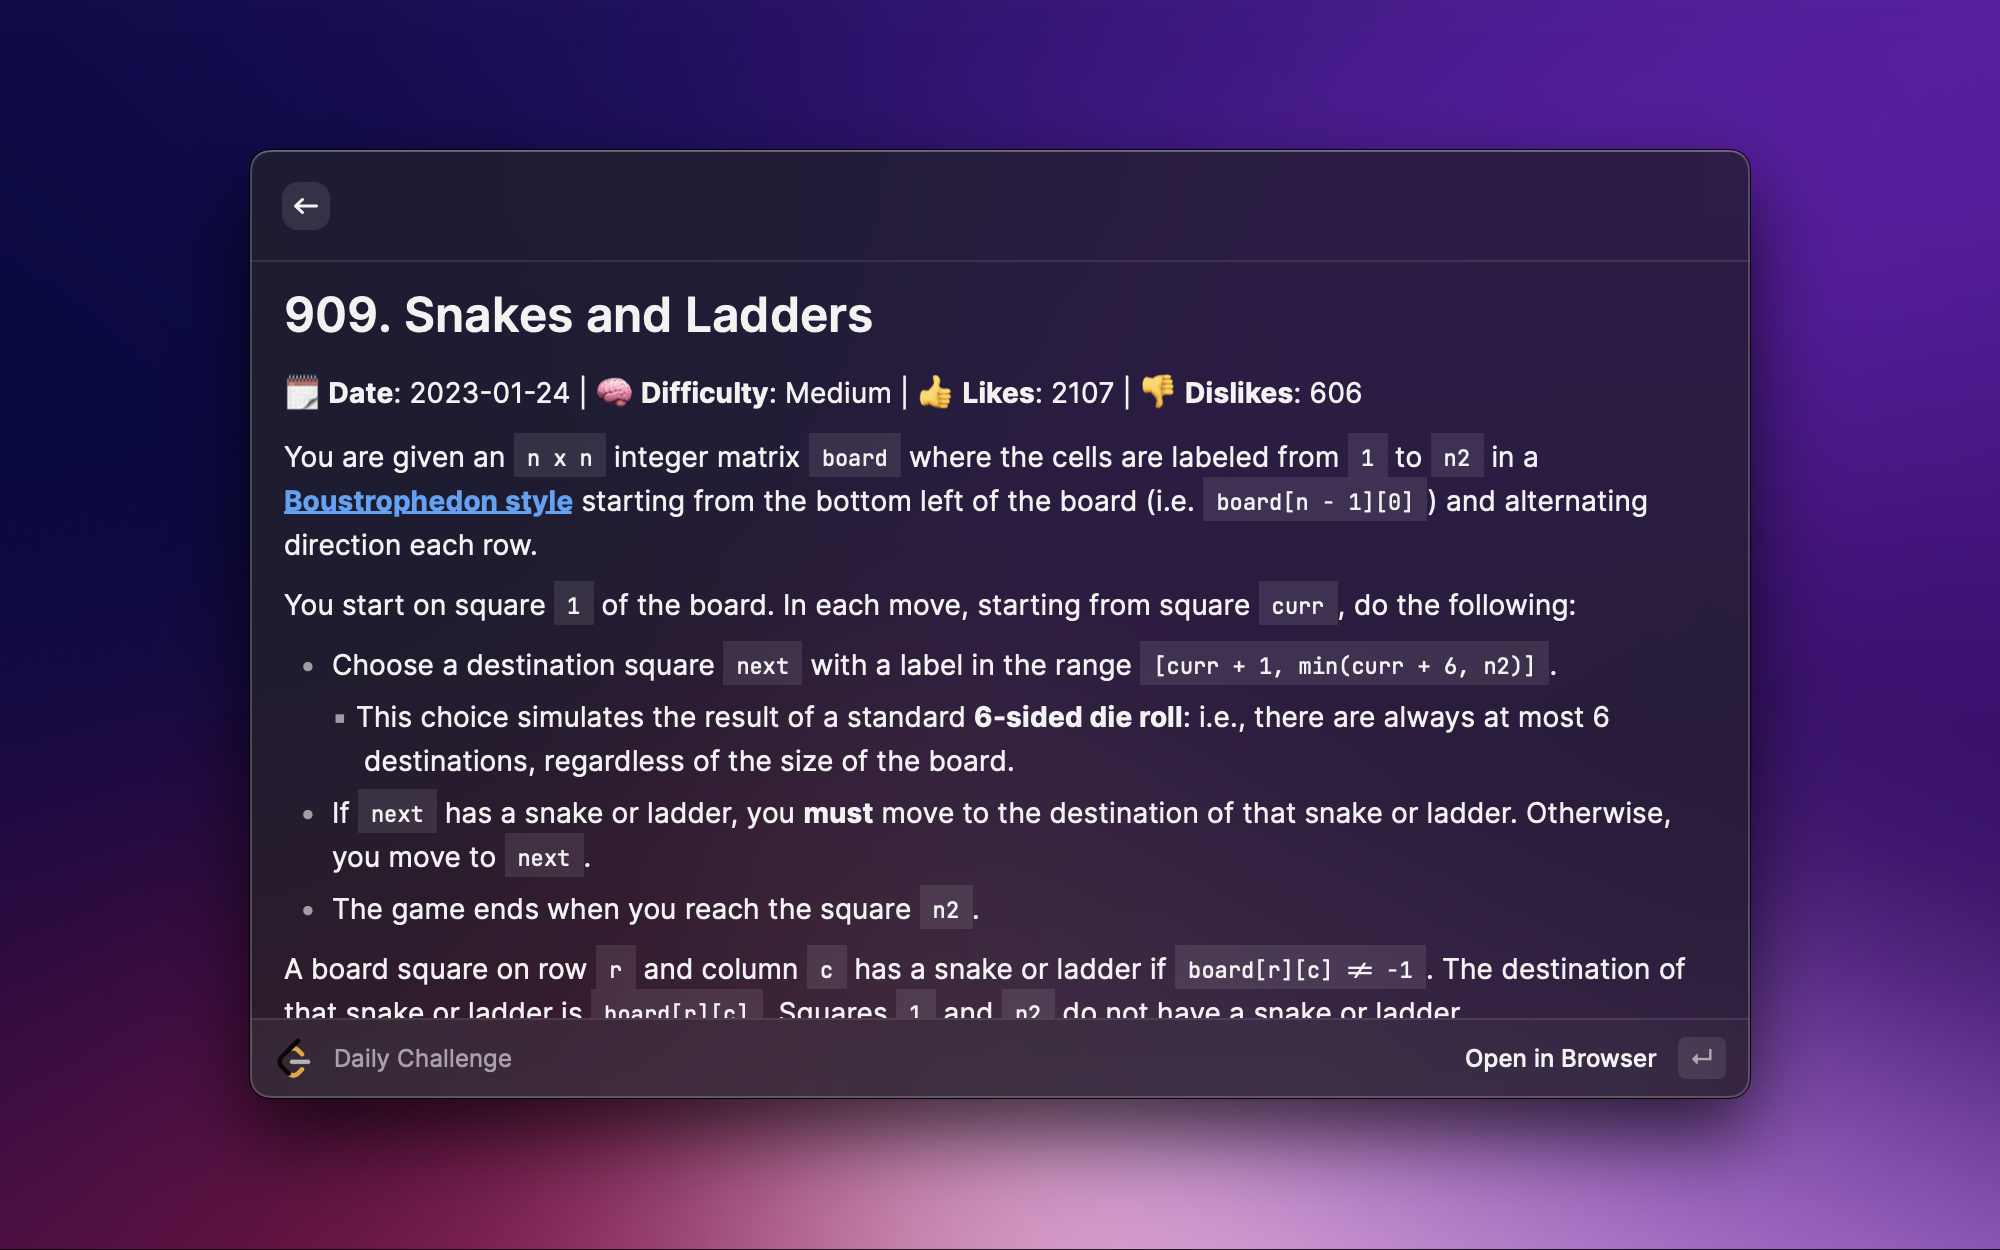 909. Snakes and Ladders
Date: 2023-01-24 | Difficulty: Medium | Likes: 2107 | Dislikes: 606
You are given an n x n integer matrix board where the cells are labeled from 1 to n2 in a
Boustrophedon style starting from the bottom left of the board (i.e. board[n - 1][0] ) and alternating
direction each row.
You start on square 1 of the board. In each move, starting from square curr , do the following:
• Choose a destination square next with a label in the range [curr + 1, min(curr + 6, n2)] .
▪ This choice simulates the result of a standard 6-sided die roll: i.e., there are always at most 6
destinations, regardless of the size of the board.
• If next has a snake or ladder, you must move to the destination of that snake or ladder. Otherwise,
you move to next .
• The game ends when you reach the square n2 .
A board square on row r and column c has a snake or ladder if board[r][c] ≠ -1 . The destination of
that snake or ladder is board[r][c] . Squares 1 and n2 do not have a snake or ladder
Daily Challenge
Open in Browser